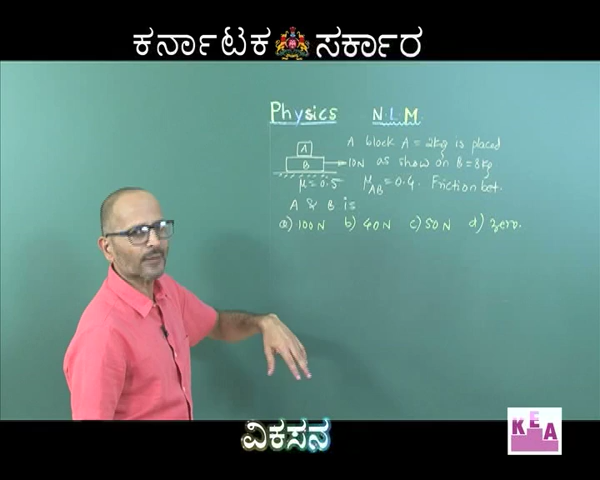 ಕರ್ನಾಟಕ ಸರ್ಕಾರ
Physics N.L.M.
A block A = 2kg is placed
A
B
10N as show on B = 8kg
μ = 0.5 μAB = 0.4. Friction bet.
A & B is
a) 100N b) 40N c) 50N d) zero.
ವಿಕಸನ
KEA